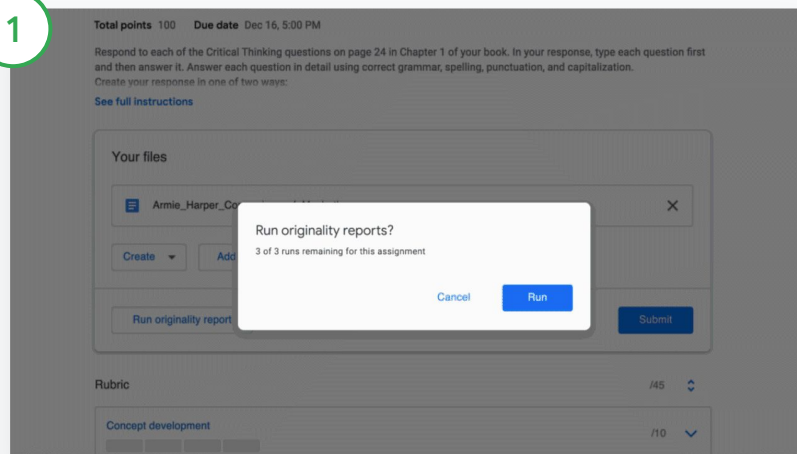 1
Total points 100 Due date Dec 16, 5:00 PM
Respond to each of the Critical Thinking questions on page 24 in Chapter 1 of your book. In your response, type each question first
and then answer it. Answer each question in detail using correct grammar, spelling, punctuation, and capitalization.
Create your response in one of two ways:
See full instructions
Your files
Armie_Harper_Co
Run originality reports?
3 of 3 runs remaining for this assignment
Create Add
Cancel Run
Run originality report Submit
Rubric /45
Concept development /10